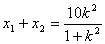 x₁ + x₂ = 10k² / (1 + k²)